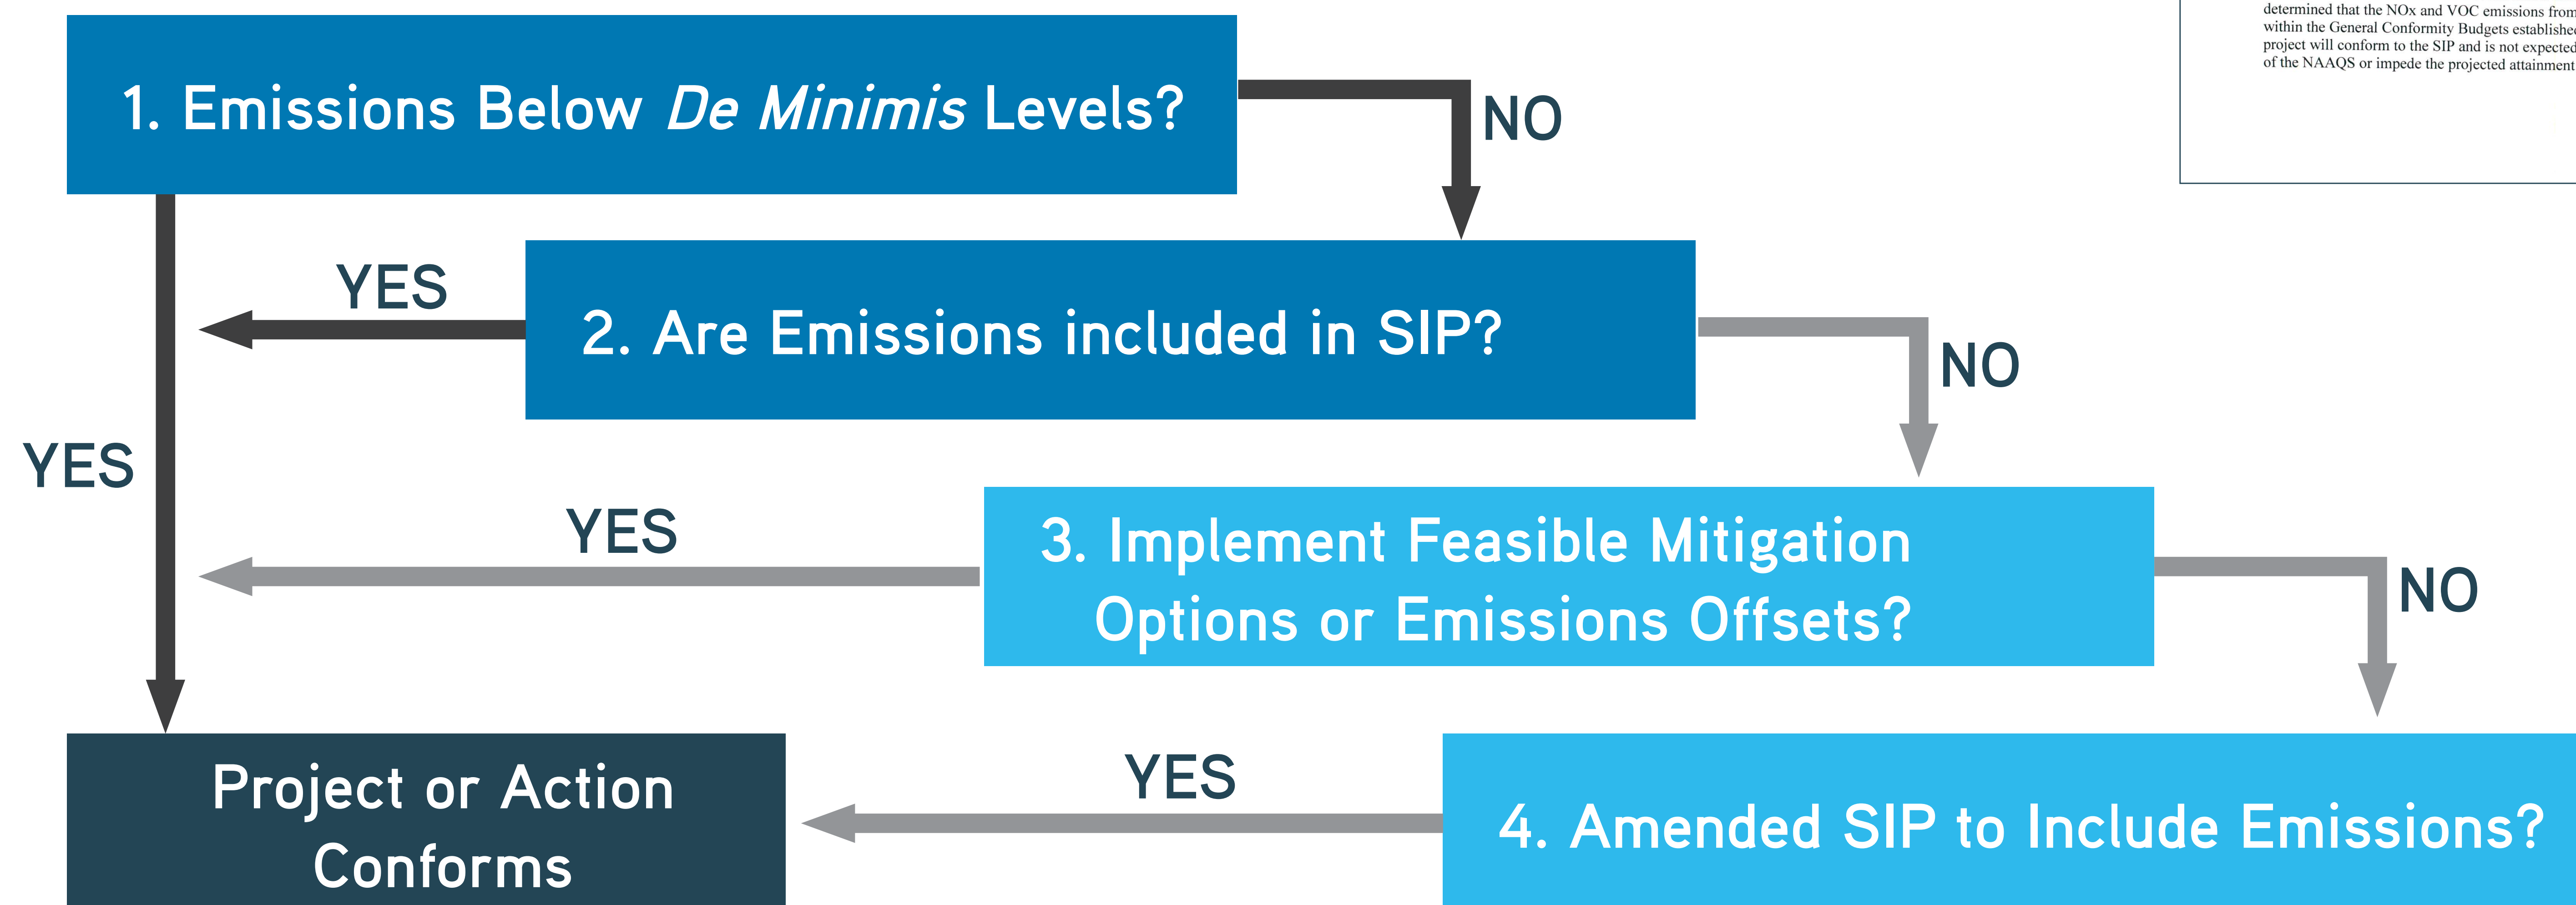 determined that the NOx and VOC emissions from
within the General Conformity Budgets established
project will conform to the SIP and is not expected
of the NAAQS or impede the projected attainment
1. Emissions Below De Minimis Levels?
NO
YES
2. Are Emissions included in SIP?
NO
YES
YES
3. Implement Feasible Mitigation
Options or Emissions Offsets?
NO
Project or Action
Conforms
YES
4. Amended SIP to Include Emissions?